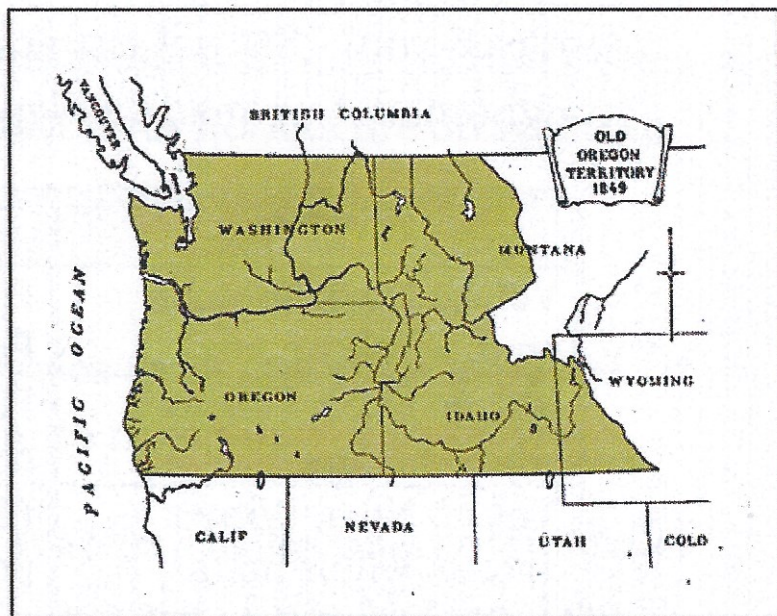 VANCOUVER
BRITISH COLUMBIA
OLD
OREGON
TERRITORY
1849
WASHINGTON
MONTANA
PACIFIC OCEAN
OREGON
IDAHO
WYOMING
CALIF
NEVADA
UTAH
COLO